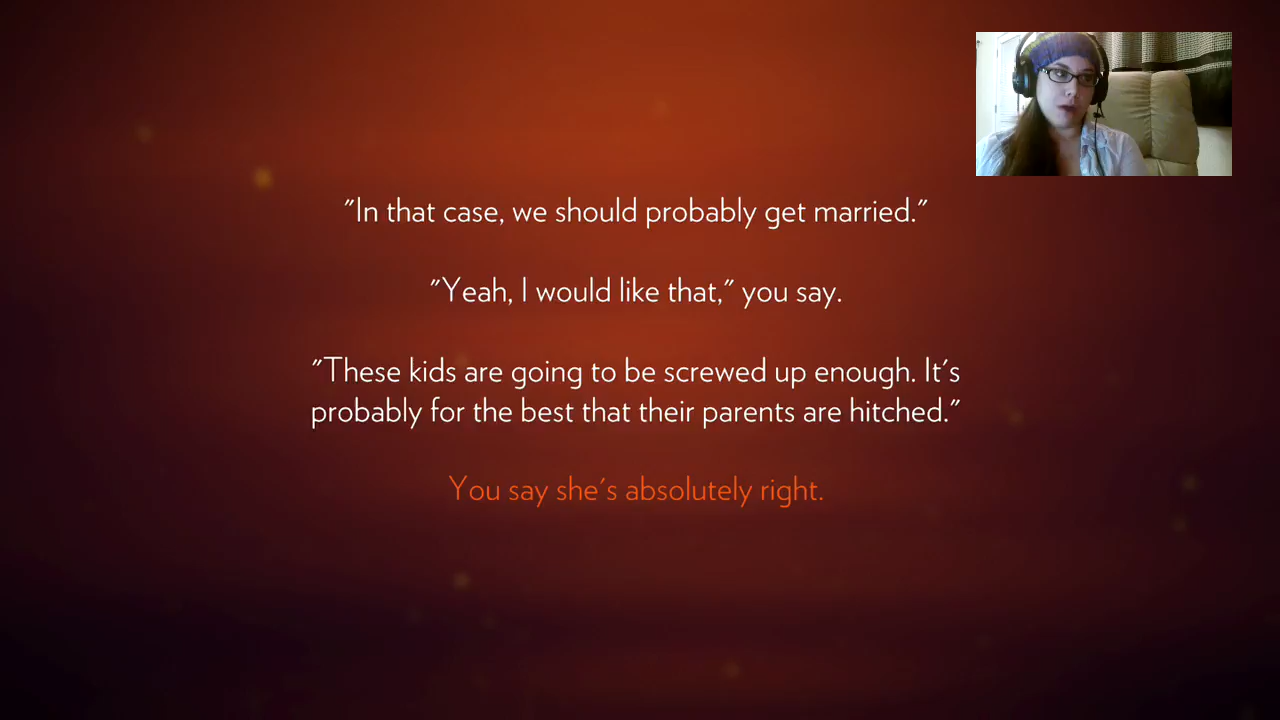 "In that case, we should probably get married."
"Yeah, I would like that," you say.
"These kids are going to be screwed up enough. It's
probably for the best that their parents are hitched."
You say she's absolutely right.